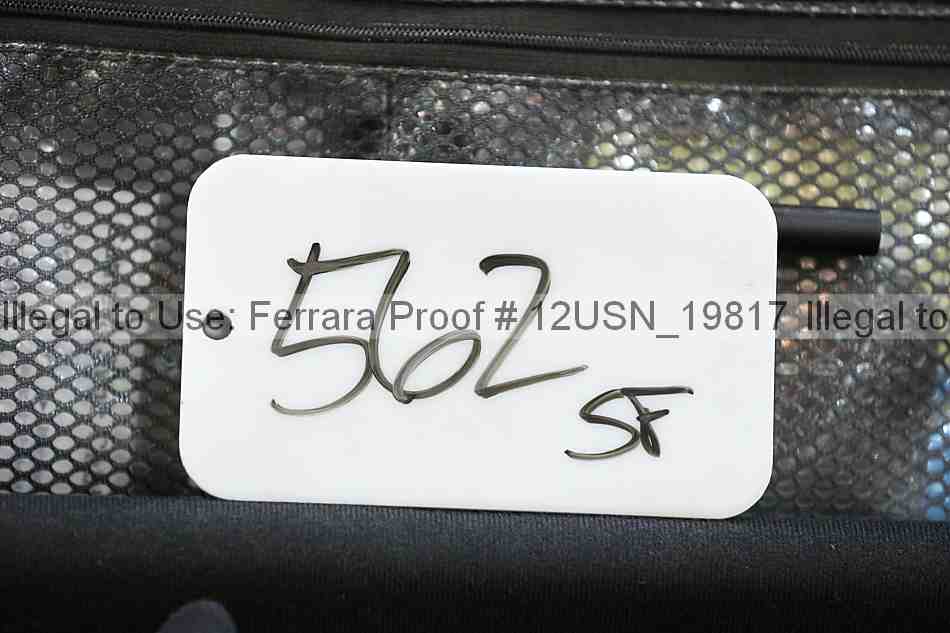 562
SF
Illegal to Use: Ferrara Proof # 12USN_19817 Illegal to